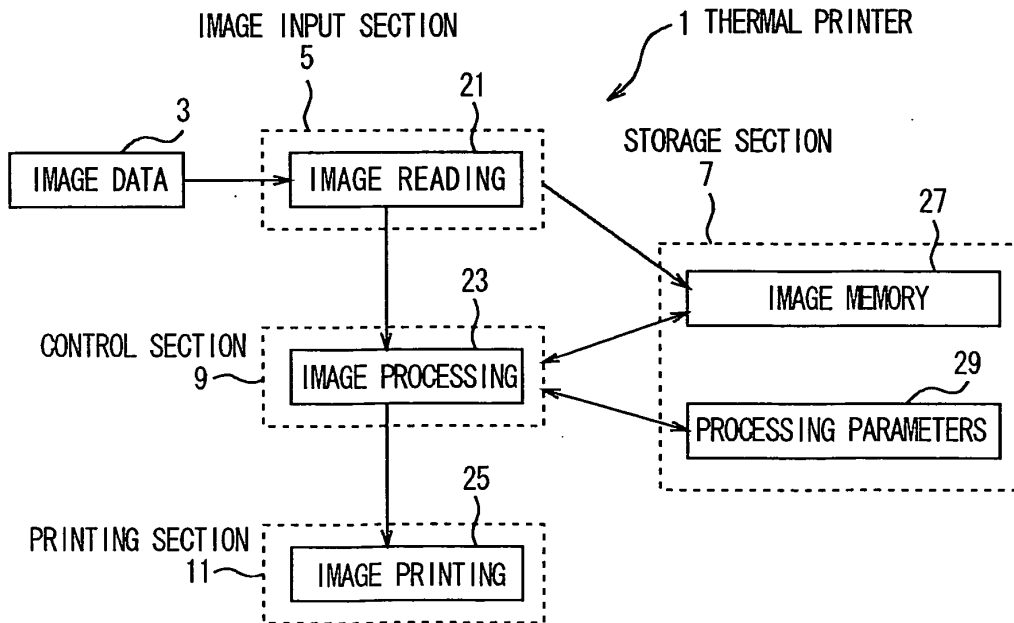 IMAGE INPUT SECTION
5
1 THERMAL PRINTER
3
21
IMAGE DATA
IMAGE READING
STORAGE SECTION
7
27
IMAGE MEMORY
CONTROL SECTION
9
23
IMAGE PROCESSING
29
PROCESSING PARAMETERS
PRINTING SECTION
11
25
IMAGE PRINTING